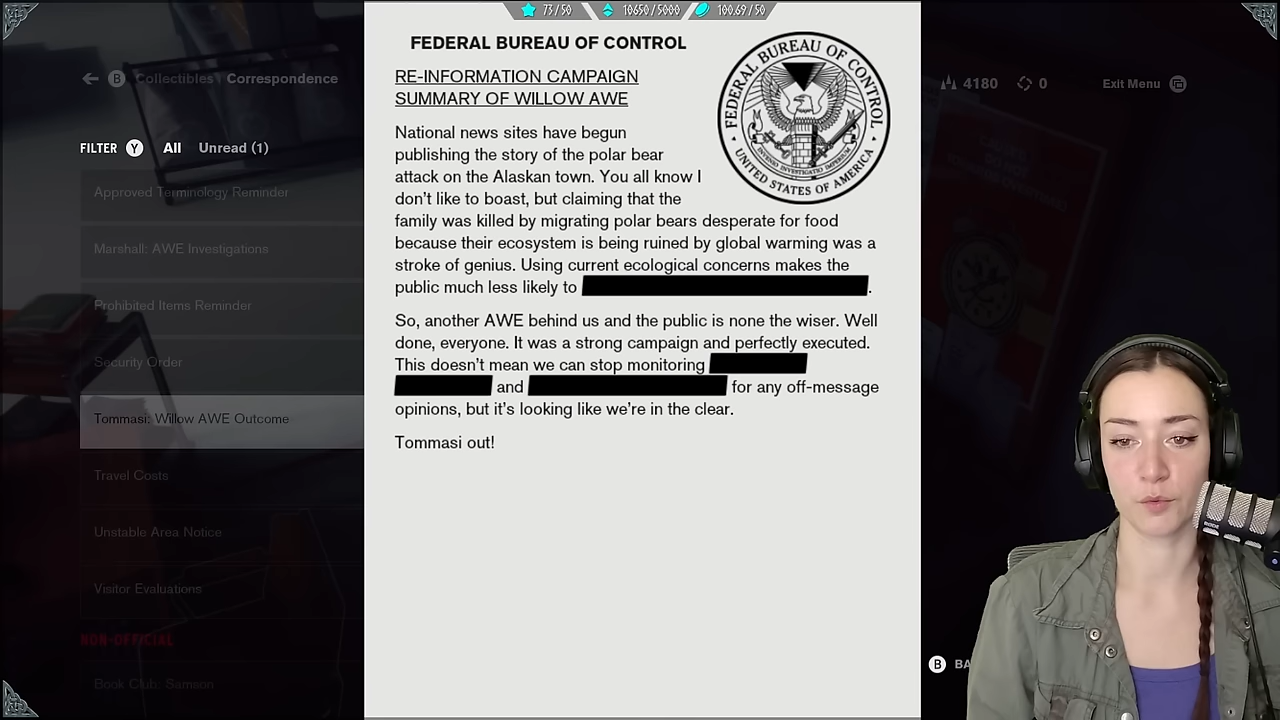 73/50
10650/5000
100.69/50
FEDERAL BUREAU OF CONTROL
RE-INFORMATION CAMPAIGN
SUMMARY OF WILLOW AWE
National news sites have begun
publishing the story of the polar bear
attack on the Alaskan town. You all know I
don't like to boast, but claiming that the
family was killed by migrating polar bears desperate for food
because their ecosystem is being ruined by global warming was a
stroke of genius. Using current ecological concerns makes the
public much less likely to .
So, another AWE behind us and the public is none the wiser. Well
done, everyone. It was a strong campaign and perfectly executed.
This doesn't mean we can stop monitoring
and for any off-message
opinions, but it's looking like we're in the clear.
Tommasi out!
FEDERAL BUREAU OF CONTROL
UNITED STATES OF AMERICA
B Collectibles Correspondence
FILTER Y All Unread (1)
Approved Terminology Reminder
Marshall: AWE Investigations
Prohibited Items Reminder
Security Order
Tommasi: Willow AWE Outcome
Travel Costs
Unstable Area Notice
Visitor Evaluations
NON-OFFICIAL
Book Club: Samson
4180
0
Exit Menu
B BA
RØDE